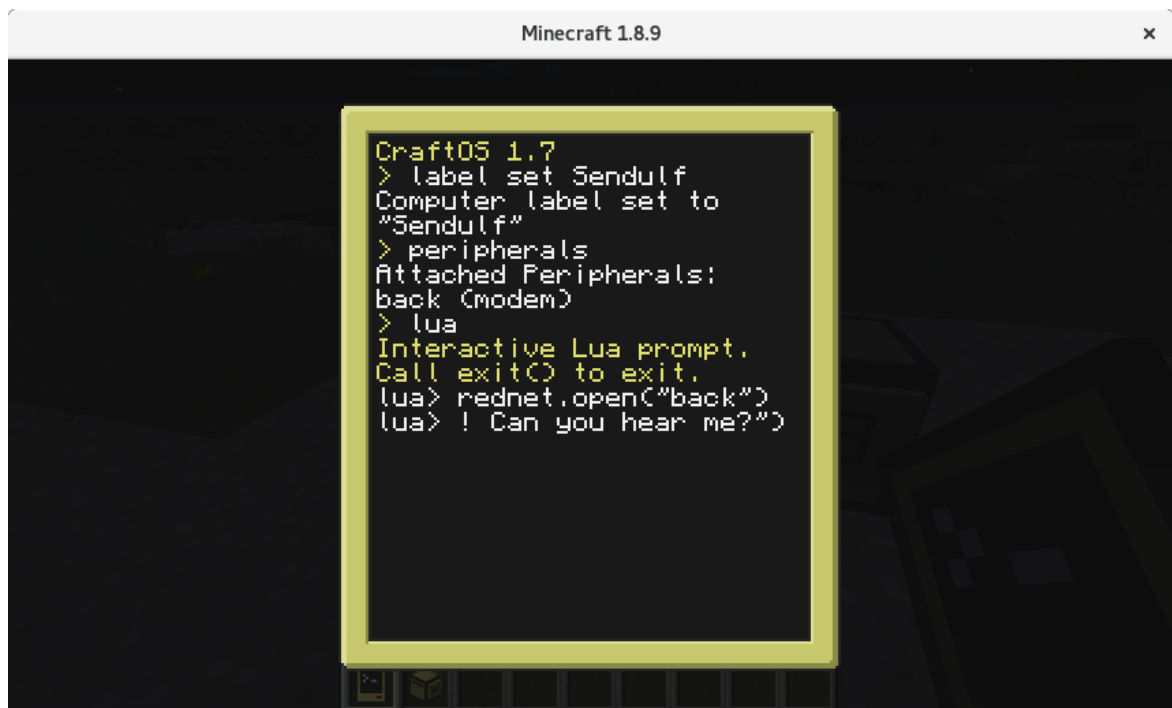 Minecraft 1.8.9
CraftOS 1.7
> label set Sendulf
Computer label set to
"Sendulf"
> peripherals
Attached Peripherals:
back (modem)
> lua
Interactive Lua prompt.
Call exit() to exit.
lua> rednet.open("back")
lua> ! Can you hear me?")